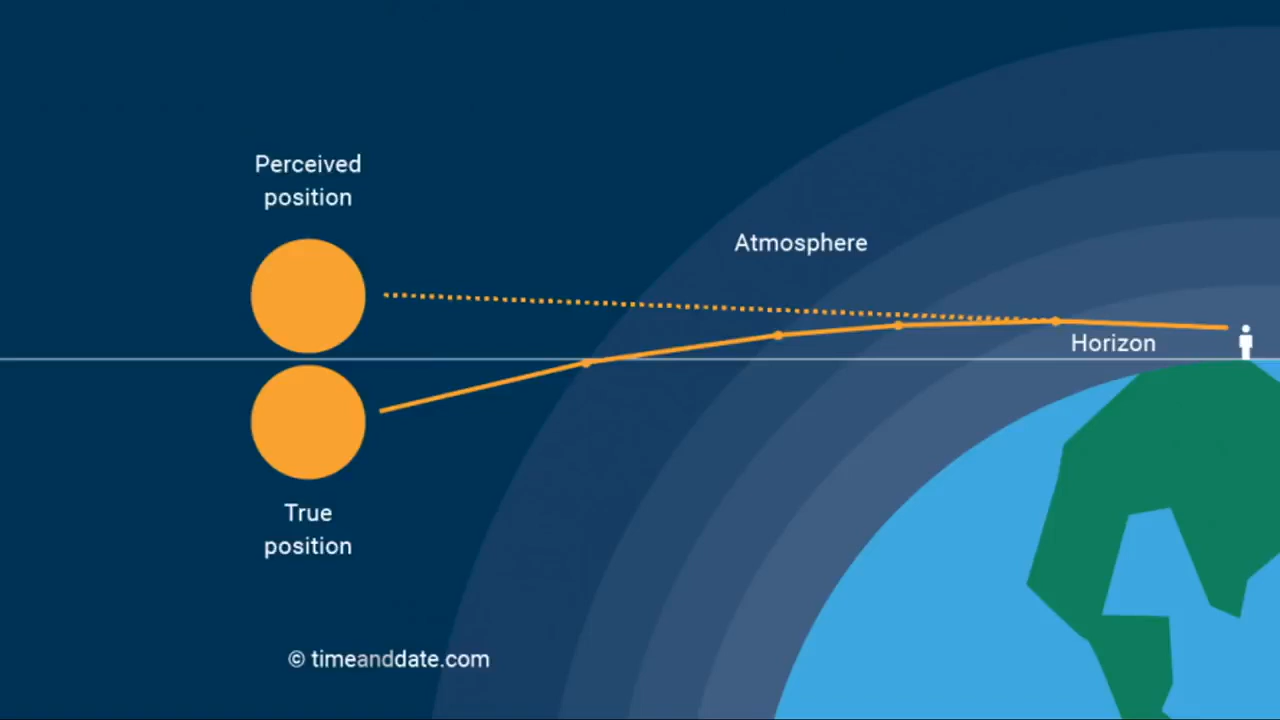 Perceived
position
Atmosphere
Horizon
True
position
© timeanddate.com